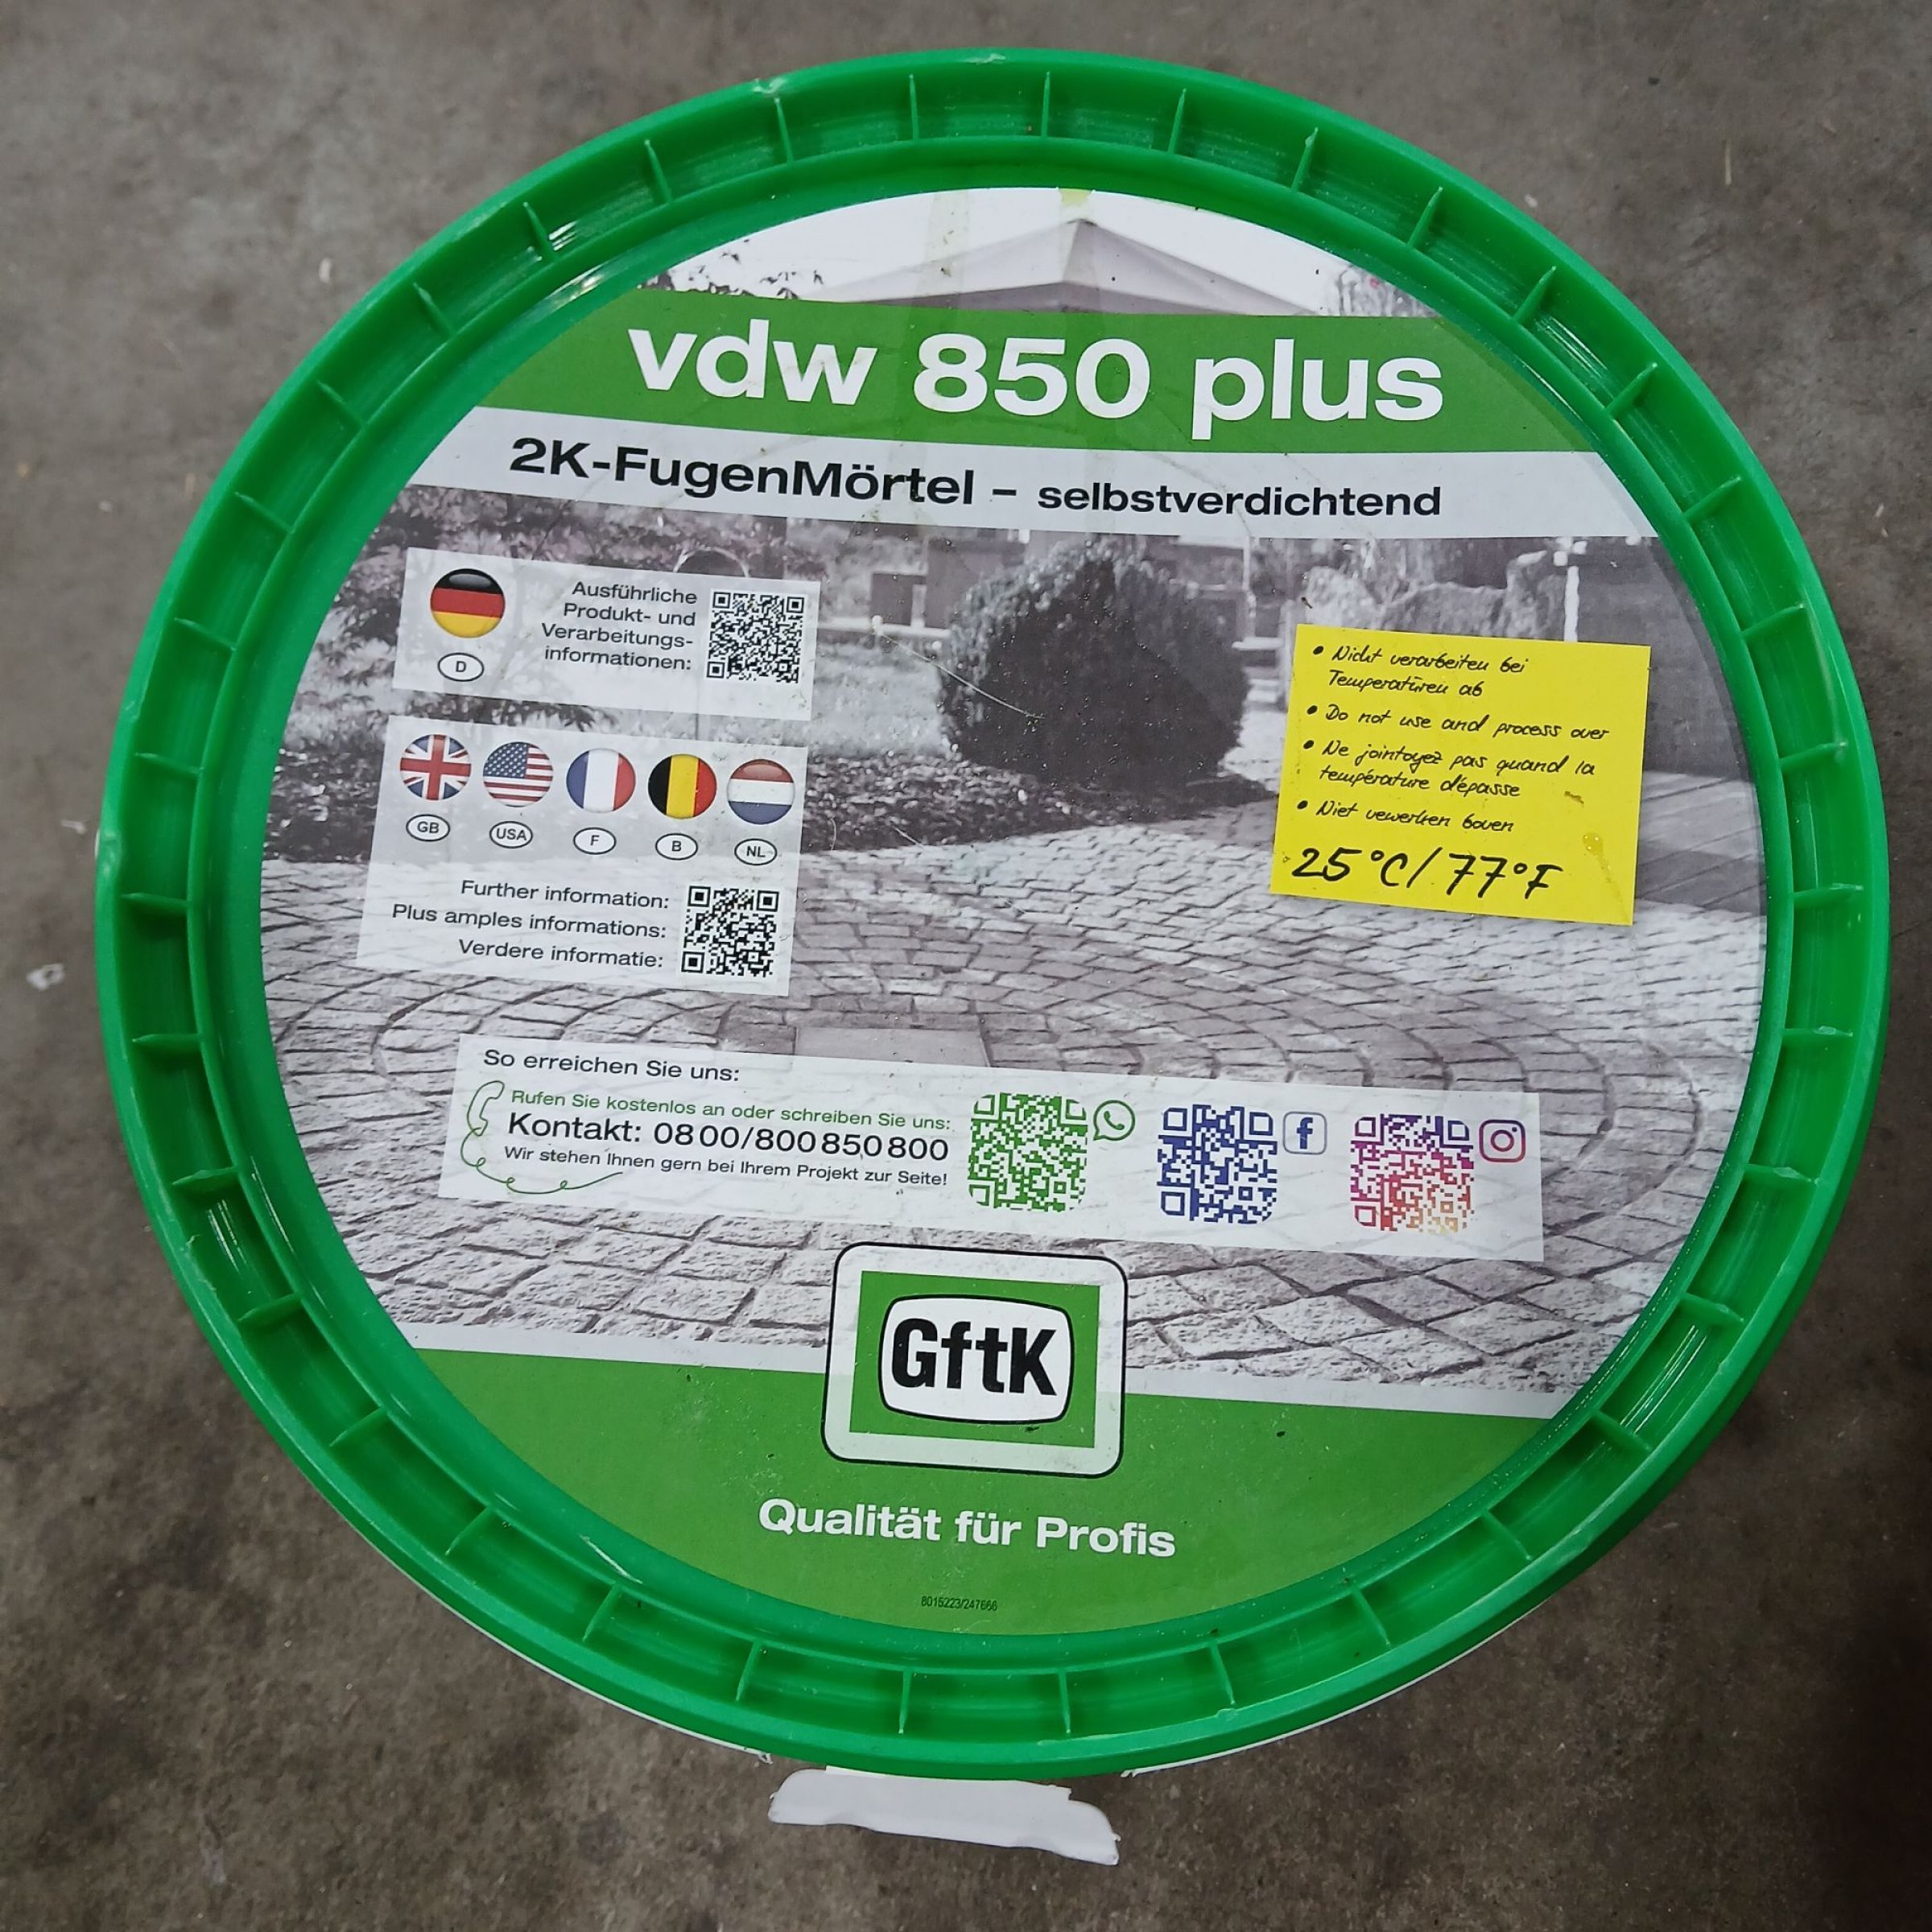 vdw 850 plus
2K-FugenMörtel – selbstverdichtend
Ausführliche
Produkt- und
Verarbeitungs-
informationen:
D
• Nicht verarbeiten bei
Temperaturen ab
• Do not use and process over
• Ne jointoyez pas quand la
température dépasse
• Niet verwerken boven
25°C/77°F
GB USA F B NL
Further information:
Plus amples informations:
Verdere informatie:
So erreichen Sie uns:
Rufen Sie kostenlos an oder schreiben Sie uns:
Kontakt: 0800/800850800
Wir stehen Ihnen gern bei Ihrem Projekt zur Seite!
f
GftK
Qualität für Profis
8015223/247666